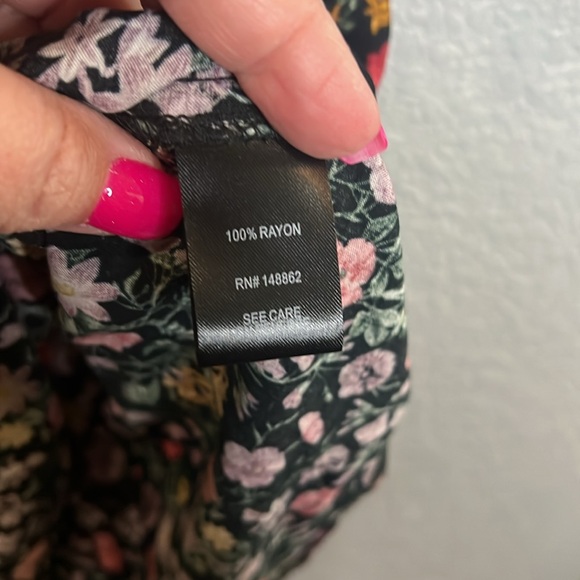 100% RAYON
RN# 148862
SEE CARE